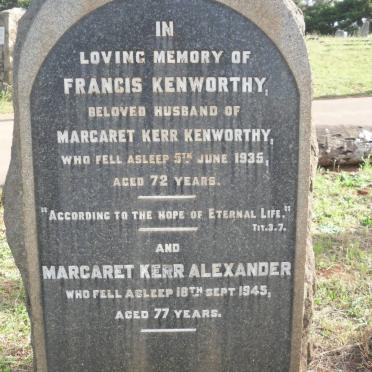 IN
LOVING MEMORY OF
FRANCIS KENWORTHY,
BELOVED HUSBAND OF
MARGARET KERR KENWORTHY,
WHO FELL ASLEEP 5TH JUNE 1935,
AGED 72 YEARS.
"ACCORDING TO THE HOPE OF ETERNAL LIFE."
TIT. 3. 7.
AND
MARGARET KERR ALEXANDER
WHO FELL ASLEEP 18TH SEPT 1945,
AGED 77 YEARS.